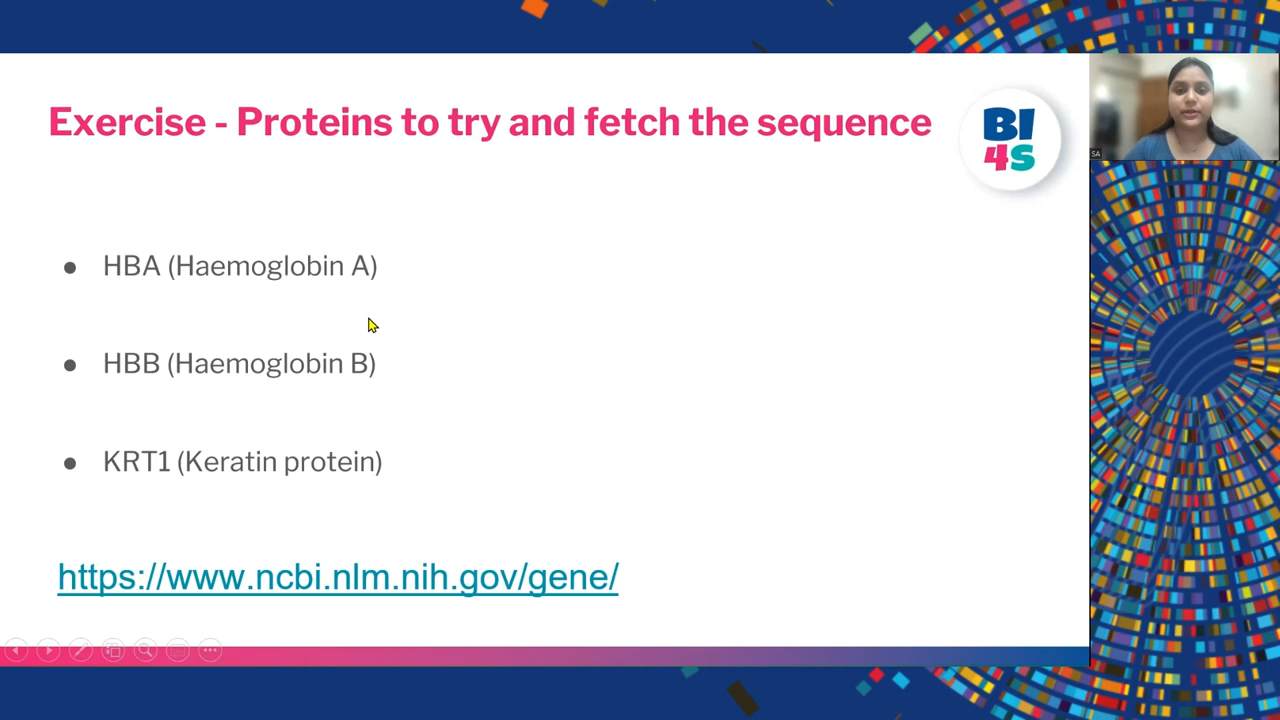 Exercise - Proteins to try and fetch the sequence
BI
4S
SA
● HBA (Haemoglobin A)
● HBB (Haemoglobin B)
● KRT1 (Keratin protein)
https://www.ncbi.nlm.nih.gov/gene/